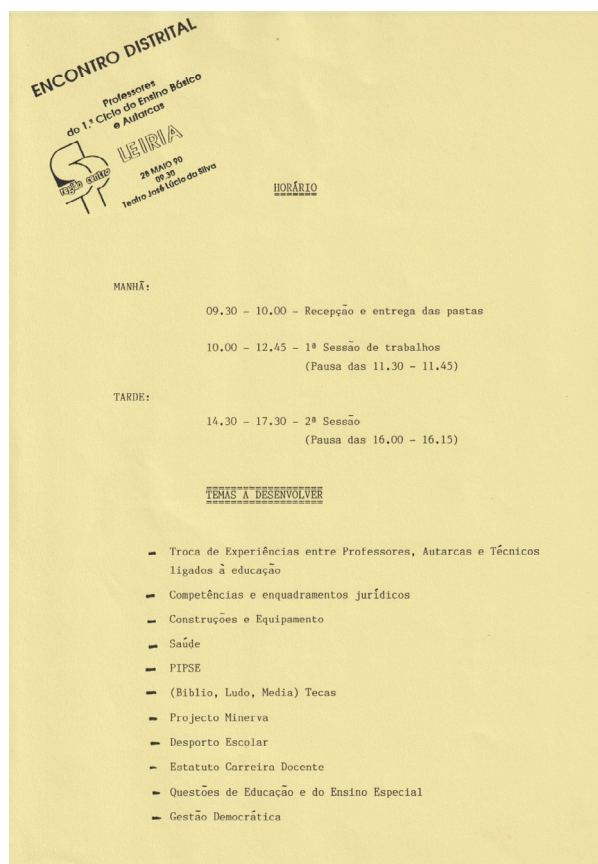 ENCONTRO DISTRITAL
Professores
do 1.º Ciclo do Ensino Básico
e Autarcas
LEIRIA
região centro
28 MAIO 90
09.30
Teatro José Lúcio da Silva
HORÁRIO
MANHÃ:
09.30 - 10.00 - Recepção e entrega das pastas
10.00 - 12.45 - 1ª Sessão de trabalhos
(Pausa das 11.30 - 11.45)
TARDE:
14.30 - 17.30 - 2ª Sessão
(Pausa das 16.00 - 16.15)
TEMAS A DESENVOLVER
- Troca de Experiências entre Professores, Autarcas e Técnicos
ligados à educação
- Competências e enquadramentos jurídicos
- Construções e Equipamento
- Saúde
- PIPSE
- (Biblio, Ludo, Media) Tecas
- Projecto Minerva
- Desporto Escolar
- Estatuto Carreira Docente
- Questões de Educação e do Ensino Especial
- Gestão Democrática